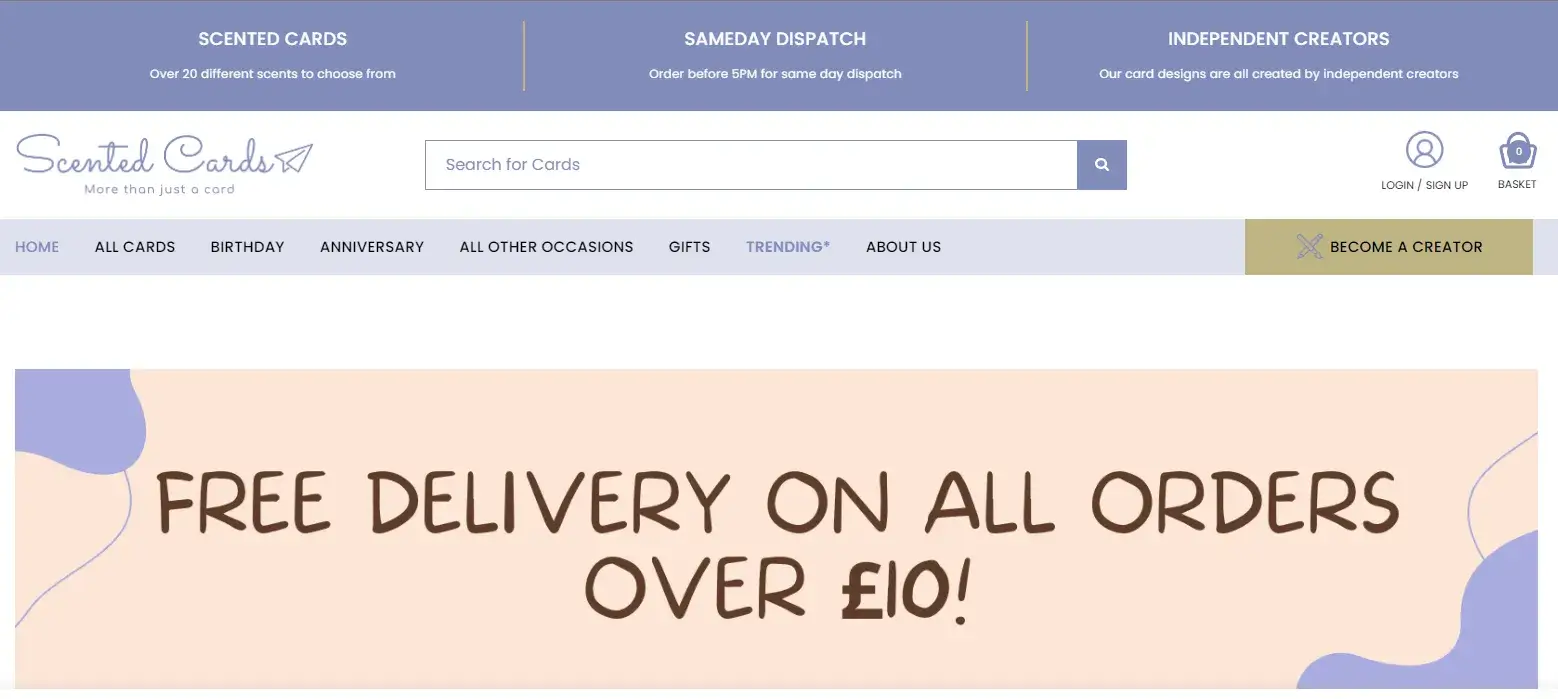 SCENTED CARDS
Over 20 different scents to choose from
SAMEDAY DISPATCH
Order before 5PM for same day dispatch
INDEPENDENT CREATORS
Our card designs are all created by independent creators
Scented Cards
More than just a card
Search for Cards
LOGIN / SIGN UP
0
BASKET
HOME ALL CARDS BIRTHDAY ANNIVERSARY ALL OTHER OCCASIONS GIFTS TRENDING* ABOUT US BECOME A CREATOR
FREE DELIVERY ON ALL ORDERS
OVER £10!